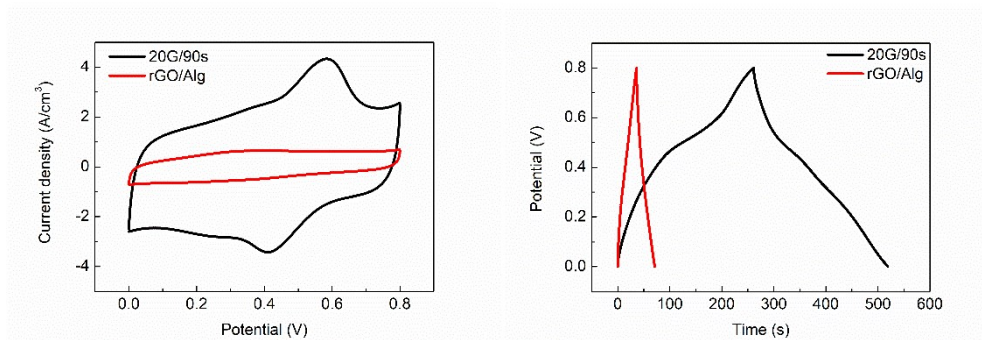 20G/90s
rGO/Alg
4
2
0
-2
-4
Current density (A/cm³)
0.0
0.2
0.4
0.6
0.8
Potential (V)
20G/90s
rGO/Alg
0.8
0.6
0.4
0.2
0.0
Potential (V)
0
100
200
300
400
500
600
Time (s)